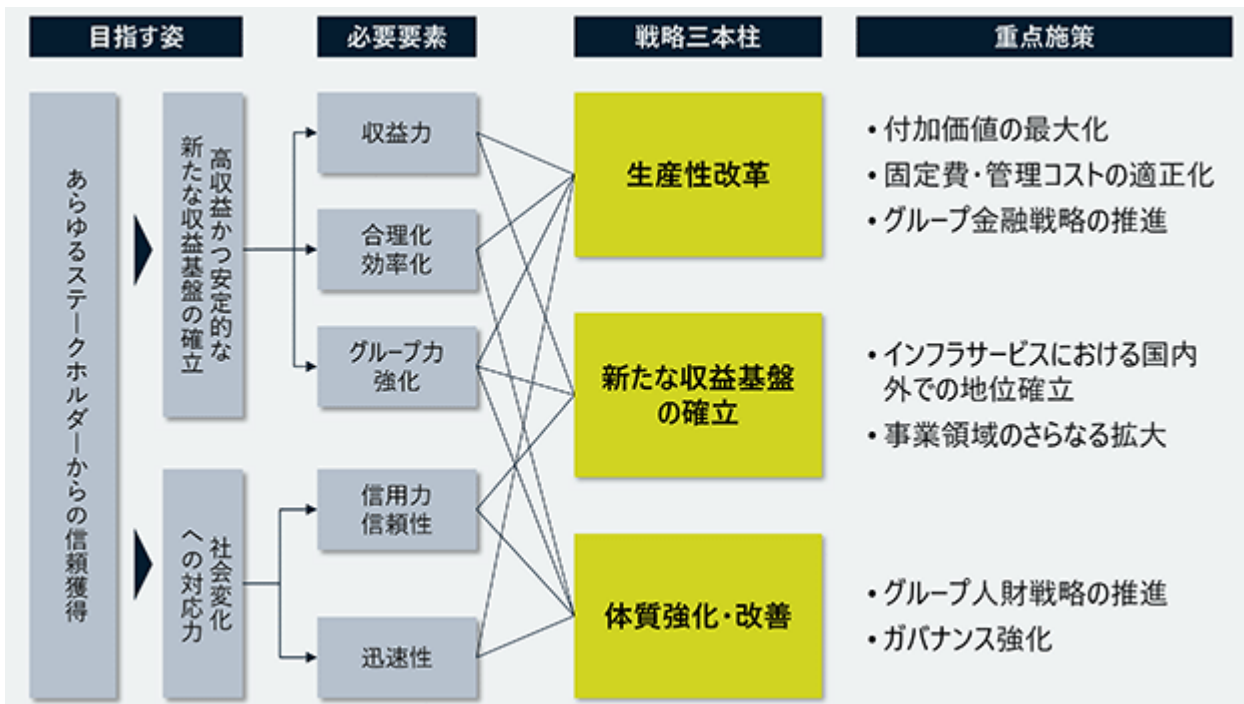 目指す姿
必要要素
戦略三本柱
重点施策
あらゆるステークホルダーからの信頼獲得
高収益かつ安定的な
新たな収益基盤の確立
社会変化
への対応力
収益力
合理化
効率化
グループ力
強化
信用力
信頼性
迅速性
生産性改革
新たな収益基盤
の確立
体質強化・改善
• 付加価値の最大化
• 固定費・管理コストの適正化
• グループ金融戦略の推進
• インフラサービスにおける国内
外での地位確立
• 事業領域のさらなる拡大
• グループ人財戦略の推進
• ガバナンス強化